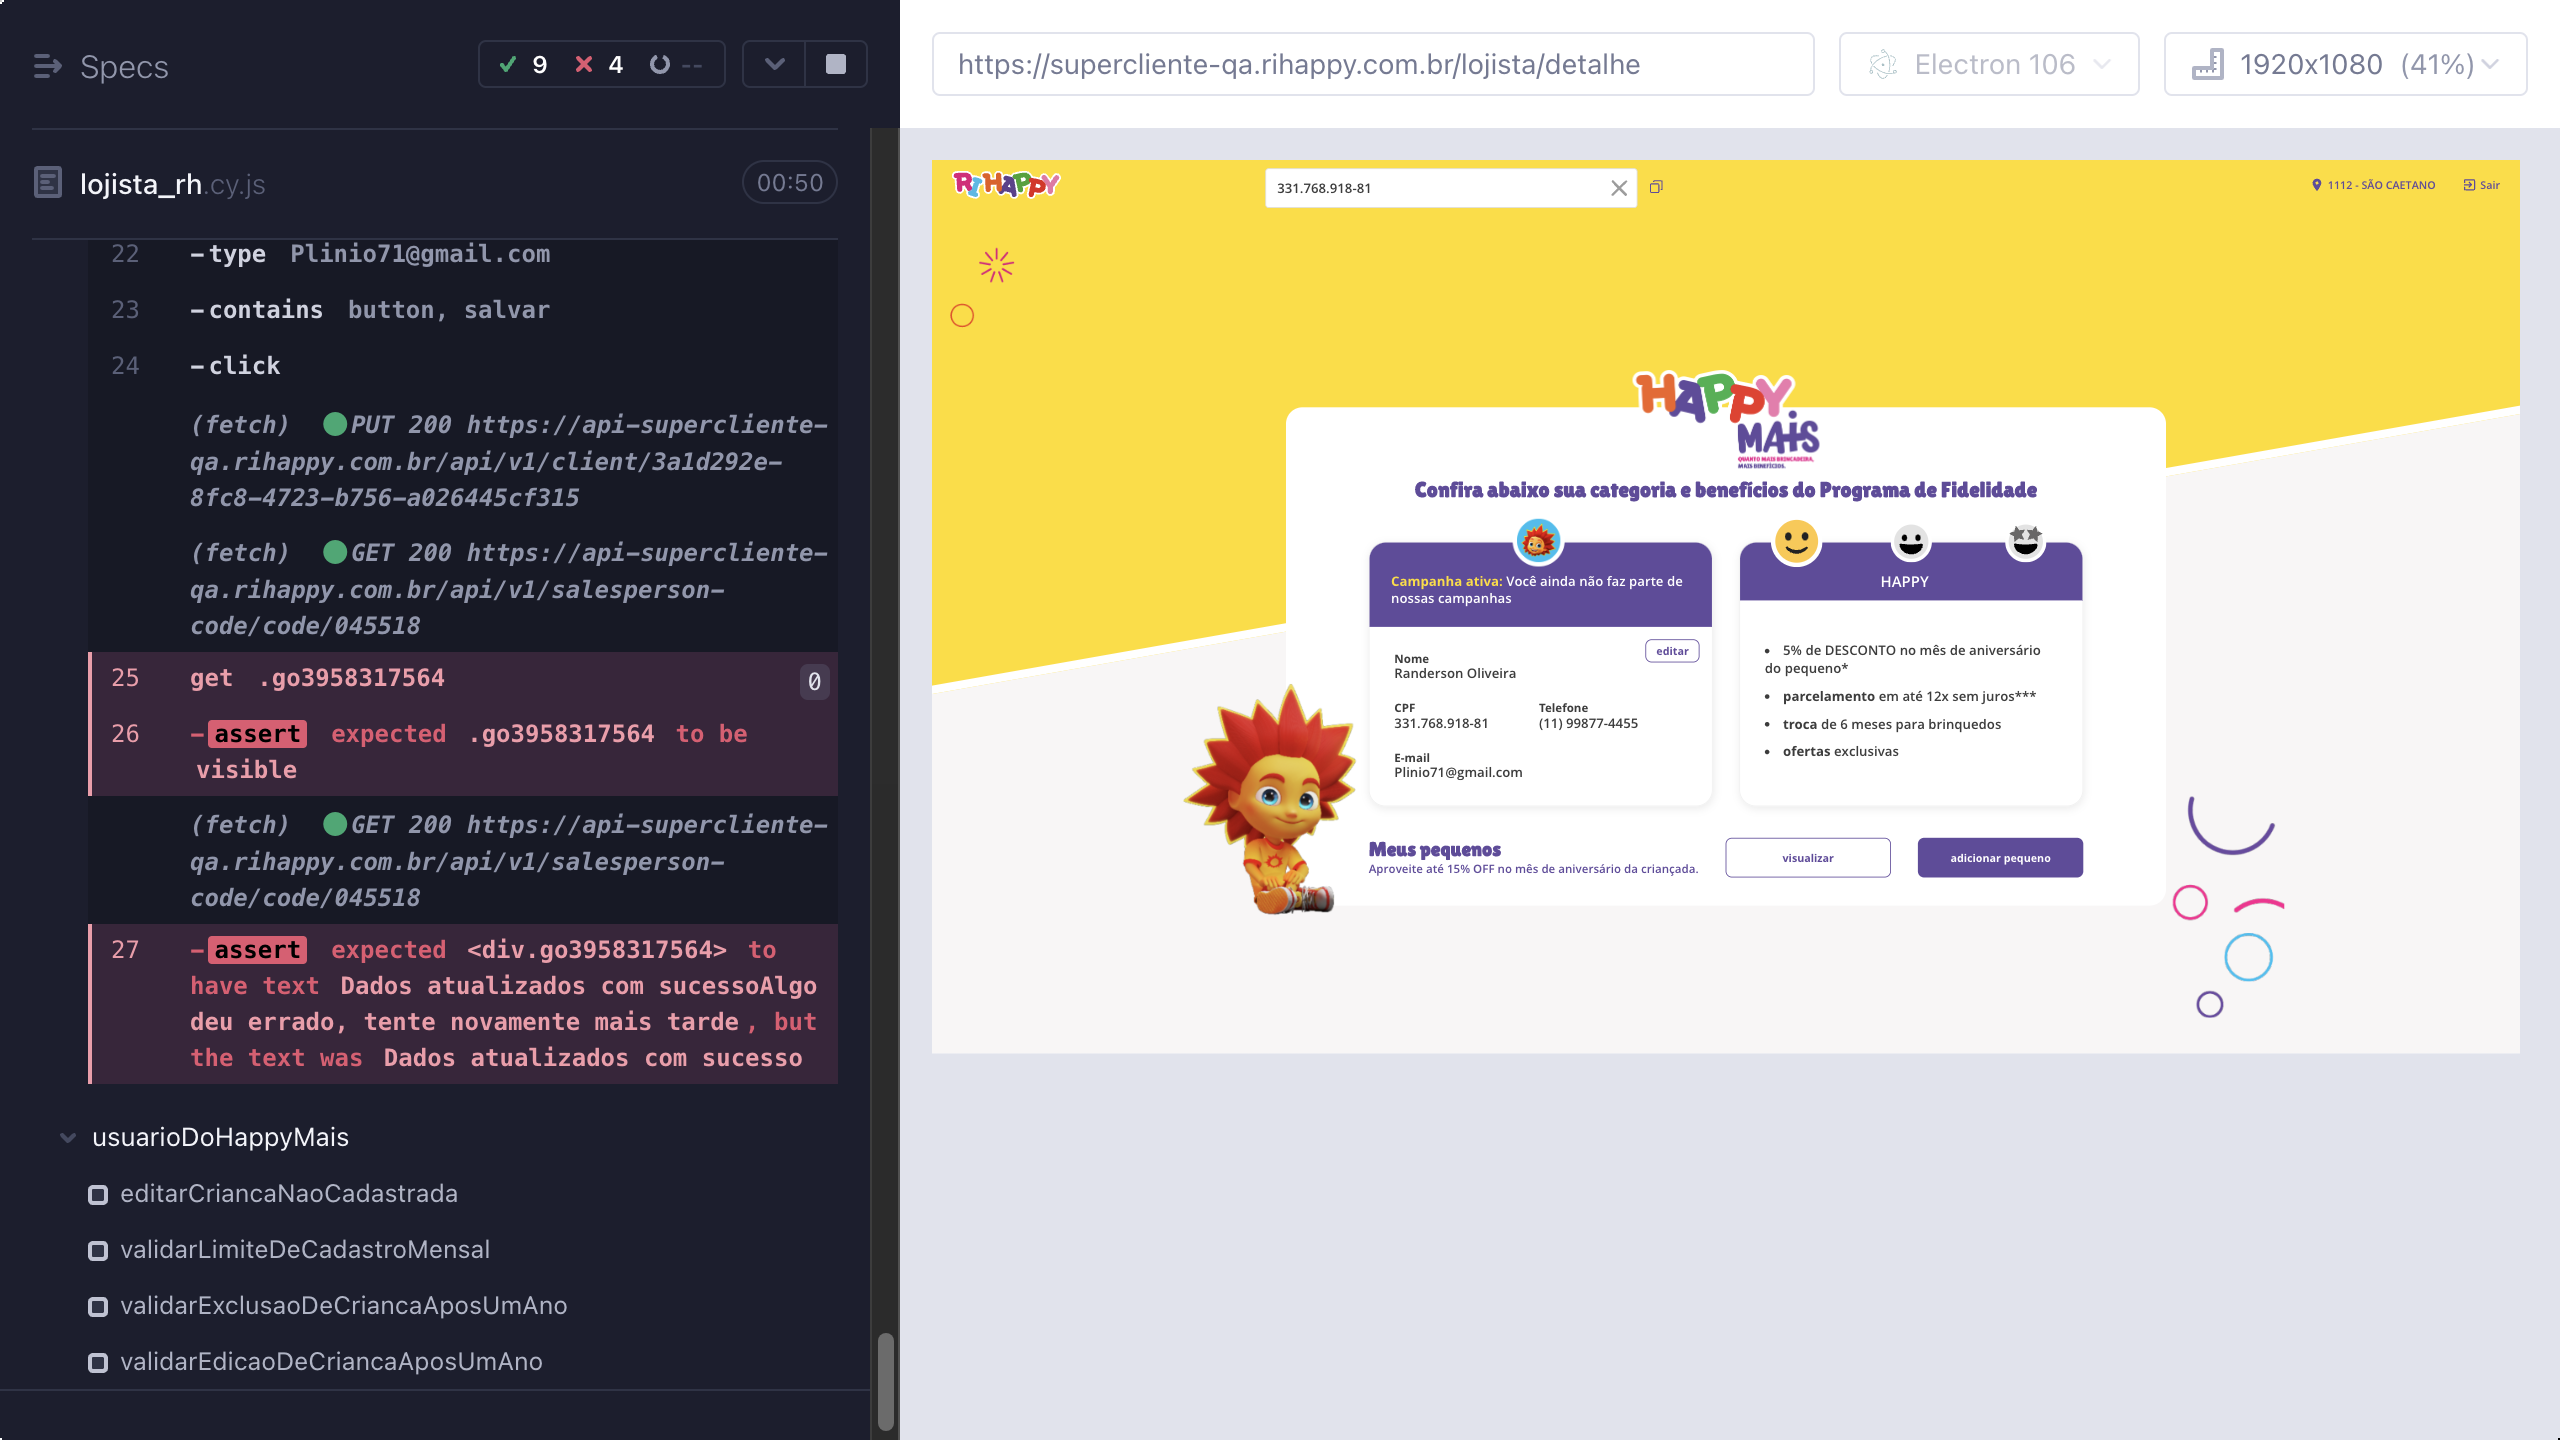 Specs
9
4
--
lojista_rh.cy.js
00:50
22 -type Plinio71@gmail.com
23 -contains button, salvar
24 -click
(fetch) PUT 200 https://api-supercliente-
qa.rihappy.com.br/api/v1/client/3a1d292e-
8fc8-4723-b756-a026445cf315
(fetch) GET 200 https://api-supercliente-
qa.rihappy.com.br/api/v1/salesperson-
code/code/045518
25 get .go3958317564 0
26 -assert expected .go3958317564 to be
visible
(fetch) GET 200 https://api-supercliente-
qa.rihappy.com.br/api/v1/salesperson-
code/code/045518
27 -assert expected <div.go3958317564> to
have text Dados atualizados com sucessoAlgo
deu errado, tente novamente mais tarde, but
the text was Dados atualizados com sucesso
usuarioDoHappyMais
editarCriancaNaoCadastrada
validarLimiteDeCadastroMensal
validarExclusaoDeCriancaAposUmAno
validarEdicaoDeCriancaAposUmAno
https://supercliente-qa.rihappy.com.br/lojista/detalhe
Electron 106
1920x1080 (41%)
RI HAPPY
331.768.918-81
1112 - SÃO CAETANO
Sair
HAPPY
MAIS
QUANTO MAIS BRINCADEIRA,
MAIS BENEFÍCIOS.
Confira abaixo sua categoria e benefícios do Programa de Fidelidade
Campanha ativa: Você ainda não faz parte de
nossas campanhas
editar
Nome
Randerson Oliveira
CPF
331.768.918-81
Telefone
(11) 99877-4455
E-mail
Plinio71@gmail.com
HAPPY
• 5% de DESCONTO no mês de aniversário
do pequeno*
• parcelamento em até 12x sem juros***
• troca de 6 meses para brinquedos
• ofertas exclusivas
Meus pequenos
Aproveite até 15% OFF no mês de aniversário da criançada.
visualizar
adicionar pequeno